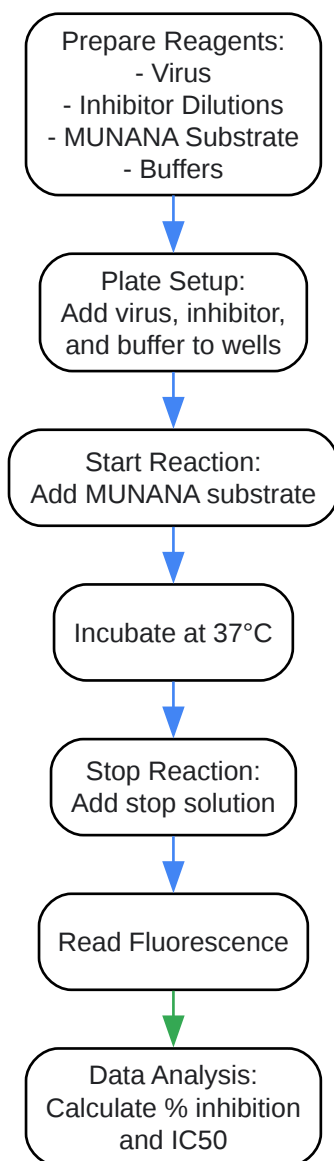 Prepare Reagents:
- Virus
- Inhibitor Dilutions
- MUNANA Substrate
- Buffers
Plate Setup:
Add virus, inhibitor,
and buffer to wells
Start Reaction:
Add MUNANA substrate
Incubate at 37°C
Stop Reaction:
Add stop solution
Read Fluorescence
Data Analysis:
Calculate % inhibition
and IC50